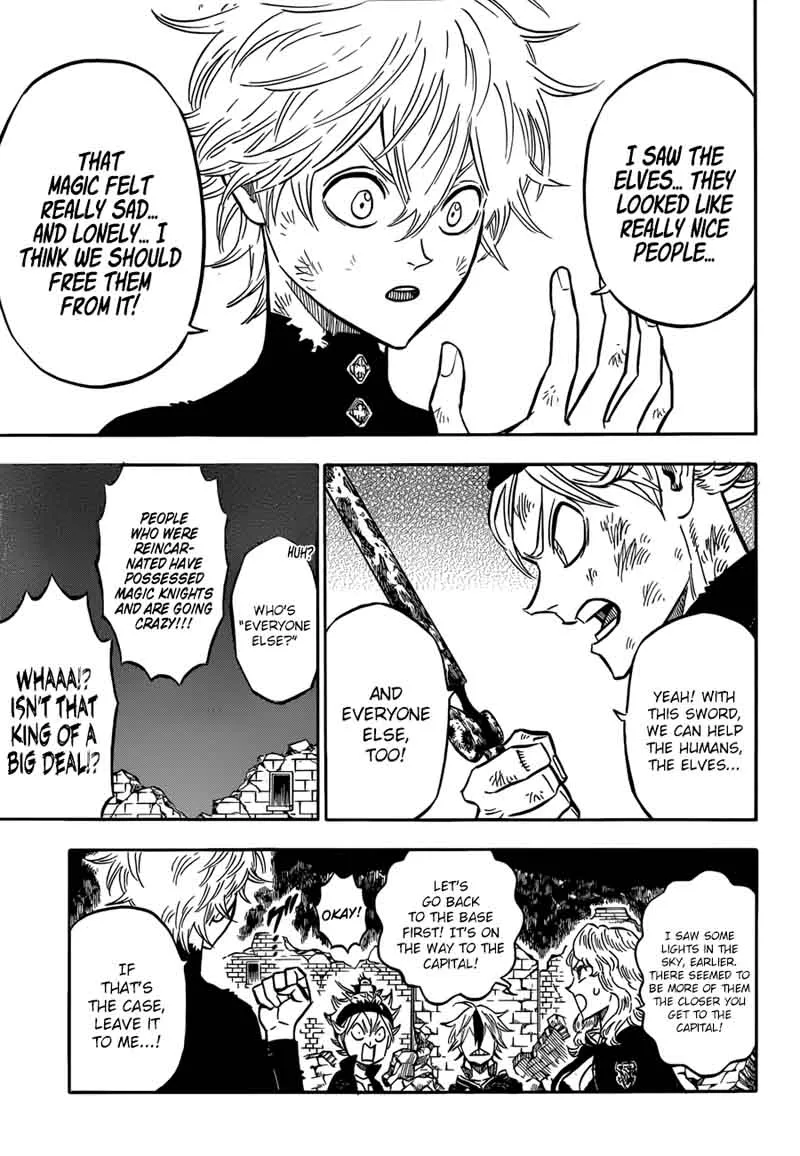 I SAW THE
ELVES... THEY
LOOKED LIKE
REALLY NICE
PEOPLE...
THAT
MAGIC FELT
REALLY SAD...
AND LONELY... I
THINK WE SHOULD
FREE THEM
FROM IT!
YEAH! WITH
THIS SWORD,
WE CAN HELP
THE HUMANS,
THE ELVES...
AND
EVERYONE
ELSE,
TOO!
HUH?
WHO'S
"EVERYONE
ELSE?"
PEOPLE
WHO WERE
REINCAR-
NATED HAVE
POSSESSED
MAGIC KNIGHTS
AND ARE GOING
CRAZY!!!
WHAAA!?
ISN'T THAT
KING OF A
BIG DEAL!?
I SAW SOME
LIGHTS IN THE
SKY, EARLIER.
THERE SEEMED TO
BE MORE OF THEM
THE CLOSER YOU
GET TO THE
CAPITAL!
LET'S
GO BACK
TO THE BASE
FIRST! IT'S ON
THE WAY TO THE
CAPITAL!
OKAY!
IF
THAT'S
THE CASE,
LEAVE IT
TO ME...!